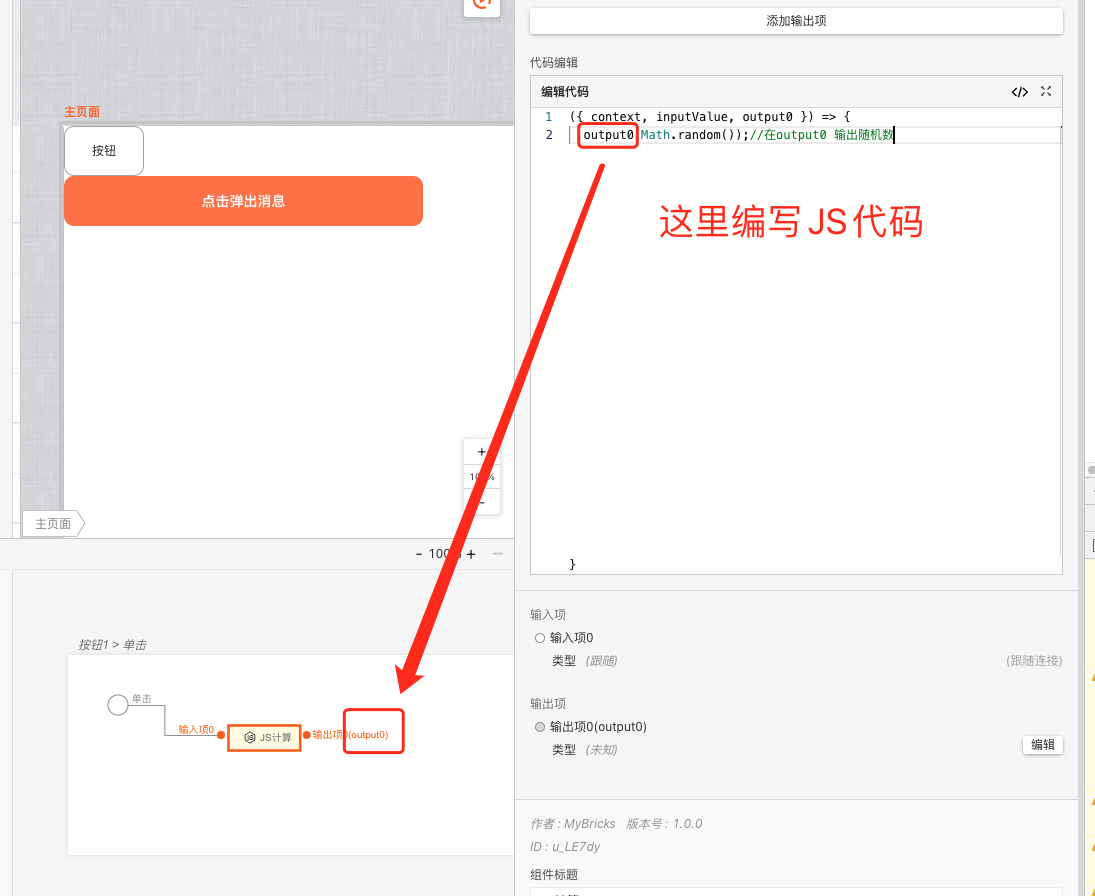 添加输出项
代码编辑
编辑代码
1 ({ context, inputValue, output0 }) => {
2 output0 Math.random());//在output0 输出随机数
这里编写JS代码
}
主页面
按钮
点击弹出消息
+
-
主页面
- 100 +
按钮1 > 单击
单击
输入项0
JS计算
输出项0(output0)
输入项
输入项0
类型 (跟随)
(跟随连接)
输出项
输出项0(output0)
类型 (未知)
编辑
作者 : MyBricks 版本号 : 1.0.0
ID : u_LE7dy
组件标题